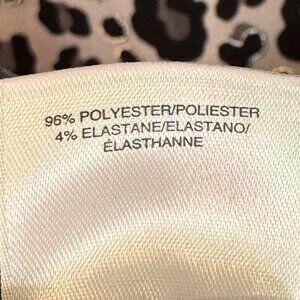 96% POLYESTER/POLIESTER
4% ELASTANE/ELASTANO/
ÉLASTHANNE